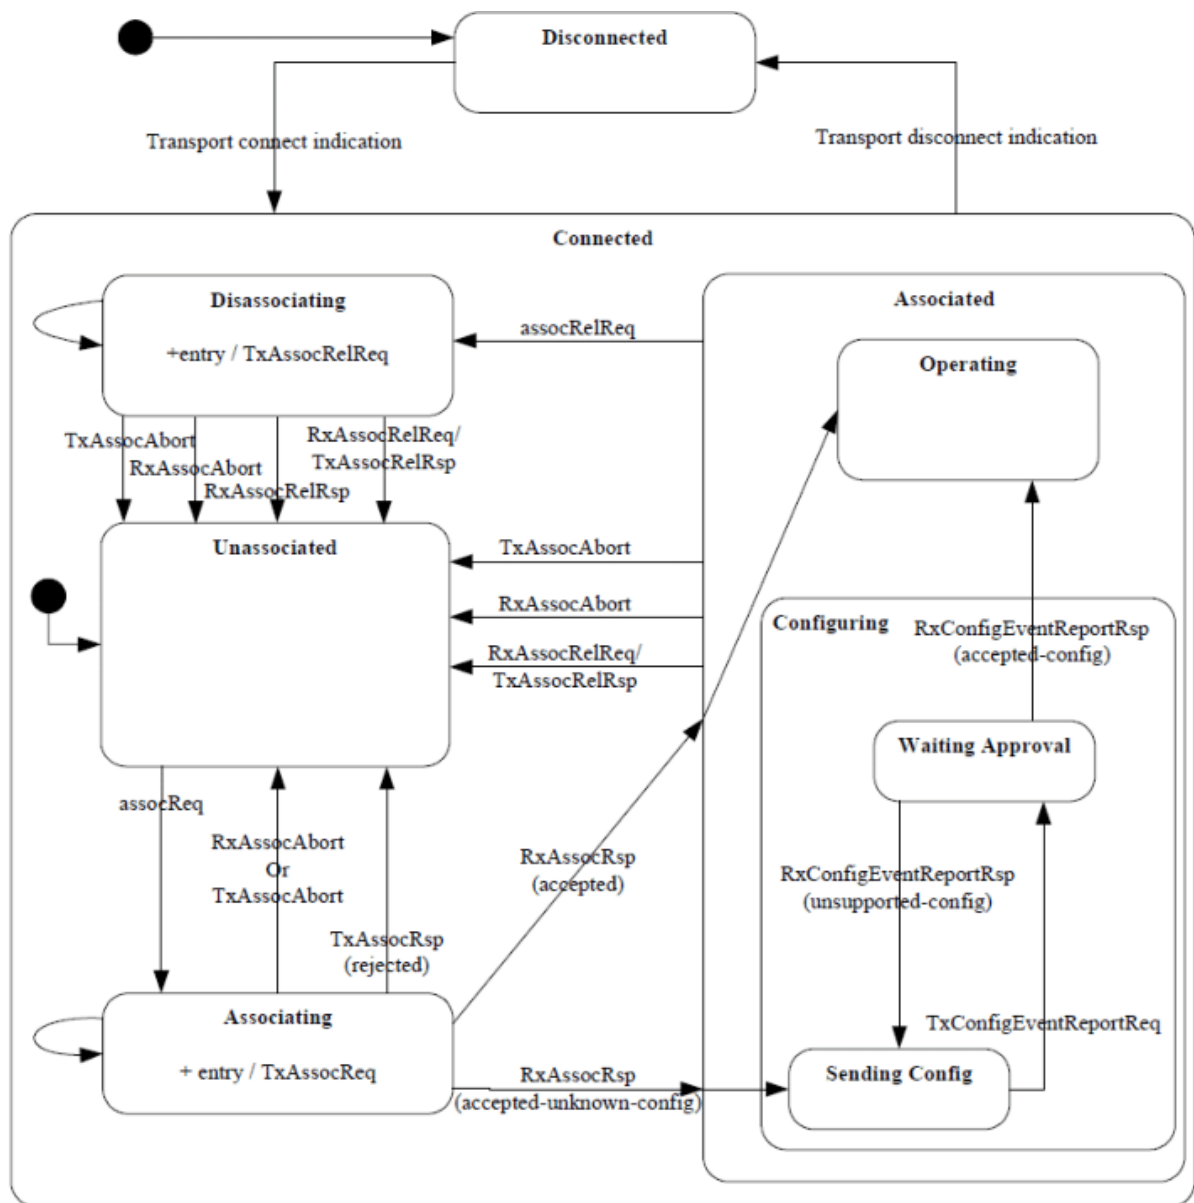 Disconnected
Transport connect indication
Transport disconnect indication
Connected
Disassociating
+entry / TxAssocRelReq
assocRelReq
Associated
Operating
TxAssocAbort
RxAssocAbort
RxAssocRelRsp
RxAssocRelReq/
TxAssocRelRsp
Unassociated
TxAssocAbort
RxAssocAbort
RxAssocRelReq/
TxAssocRelRsp
Configuring
RxConfigEventReportRsp
(accepted-config)
Waiting Approval
assocReq
RxAssocAbort
Or
TxAssocAbort
TxAssocRsp
(rejected)
RxAssocRsp
(accepted)
RxConfigEventReportRsp
(unsupported-config)
TxConfigEventReportReq
Associating
+ entry / TxAssocReq
RxAssocRsp
(accepted-unknown-config)
Sending Config